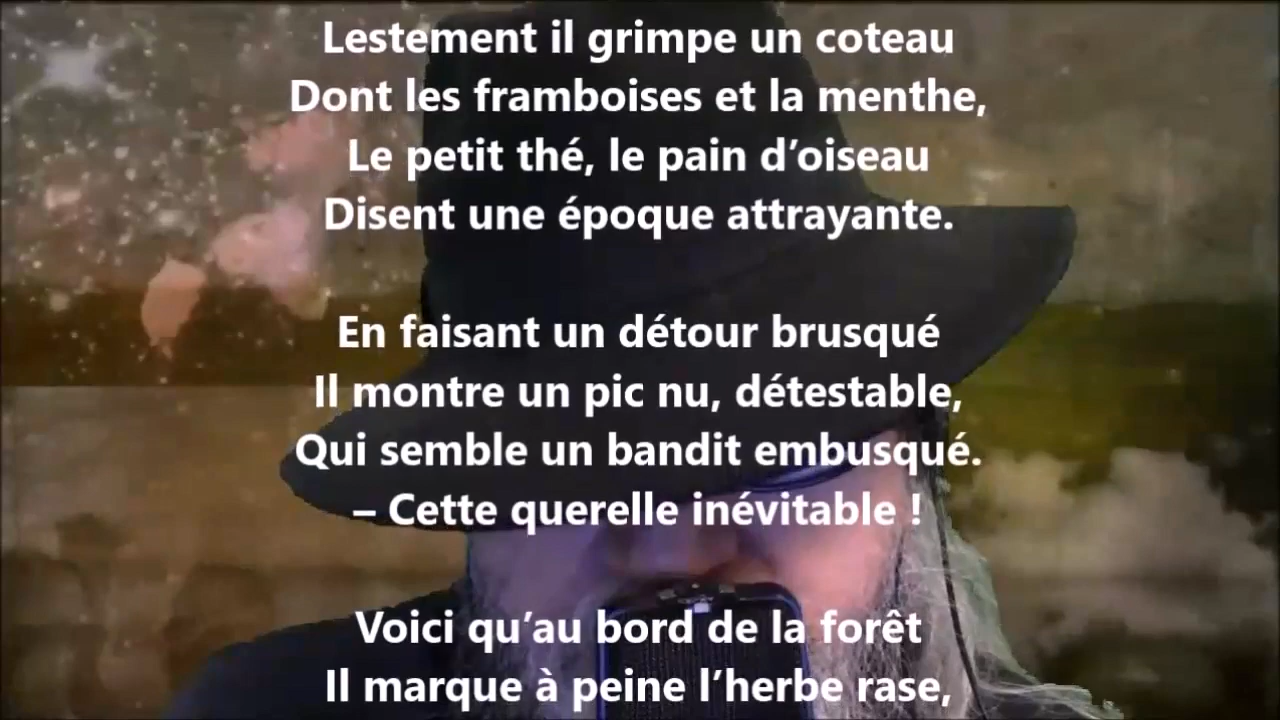 Lestement il grimpe un coteau
Dont les framboises et la menthe,
Le petit thé, le pain d’oiseau
Disent une époque attrayante.
En faisant un détour brusqué
Il montre un pic nu, détestable,
Qui semble un bandit embusqué.
– Cette querelle inévitable !
Voici qu’au bord de la forêt
Il marque à peine l’herbe rase,